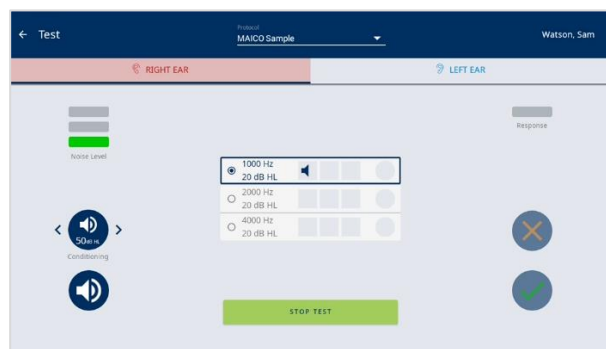 ← Test
Protocol
MAICO Sample
Watson, Sam
RIGHT EAR
LEFT EAR
Noise Level
Response
1000 Hz
20 dB HL
2000 Hz
20 dB HL
4000 Hz
20 dB HL
50dB HL
Conditioning
STOP TEST